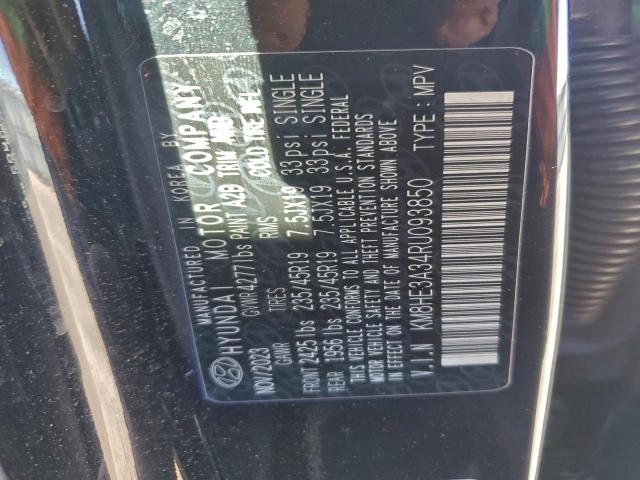 MANUFACTURED IN KOREA BY
HYUNDAI MOTOR COMPANY
NOV/2023 GVWR 4277lbs PAINT A2B TRIM NNB
GAWR TIRES RIMS COLD TIRE INFL
FRONT 2425 lbs 235/45R19 7.5JX19 33psi SINGLE
REAR 1956 lbs 235/45R19 7.5JX19 33psi SINGLE
THIS VEHICLE CONFORMS TO ALL APPLICABLE U.S.A. FEDERAL
MOTOR VEHICLE SAFETY AND THEFT PREVENTION STANDARDS
IN EFFECT ON THE DATE OF MANUFACTURE SHOWN ABOVE.
V.I.N KM8HE3A34RU093850 TYPE : MPV